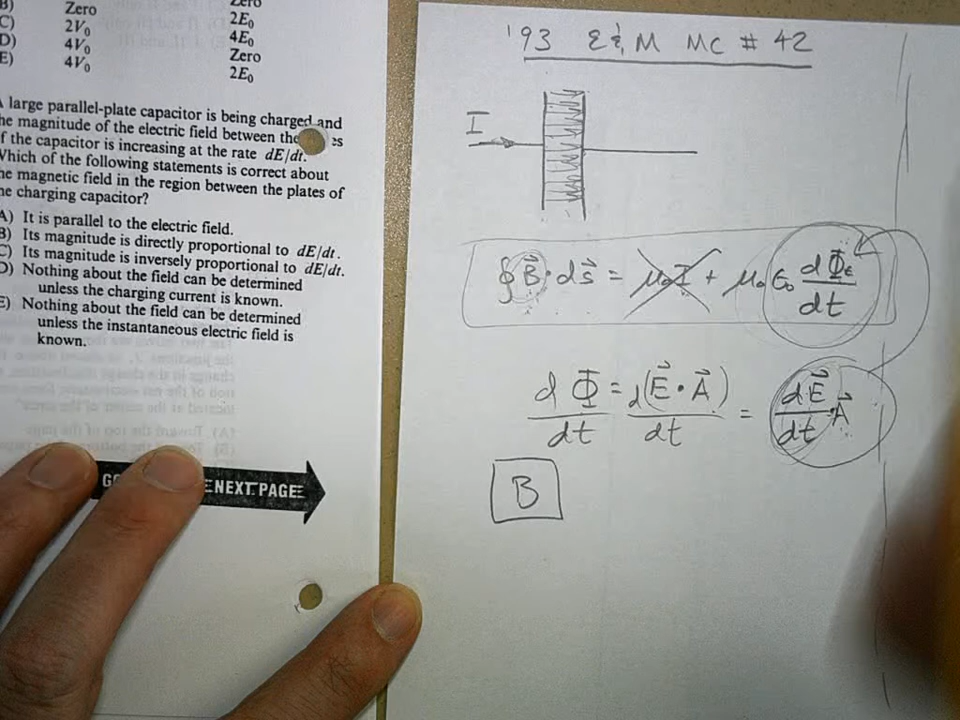 B) Zero Zero
C) 2V₀ 2E₀
D) 4V₀ 4E₀
E) 4V₀ Zero
2E₀
large parallel-plate capacitor is being charged and
he magnitude of the electric field between the es
f the capacitor is increasing at the rate dE/dt.
Which of the following statements is correct about
he magnetic field in the region between the plates of
he charging capacitor?
A) It is parallel to the electric field.
B) Its magnitude is directly proportional to dE/dt.
C) Its magnitude is inversely proportional to dE/dt.
D) Nothing about the field can be determined
unless the charging current is known.
E) Nothing about the field can be determined
unless the instantaneous electric field is
known.
G NEXT PAGE
'93 E&M MC # 42
I
∮B⃗·ds⃗ = μ₀I + μ₀ε₀ dΦE/dt
dΦ/dt = d(E⃗·A⃗)/dt = dE⃗/dt·A⃗
B